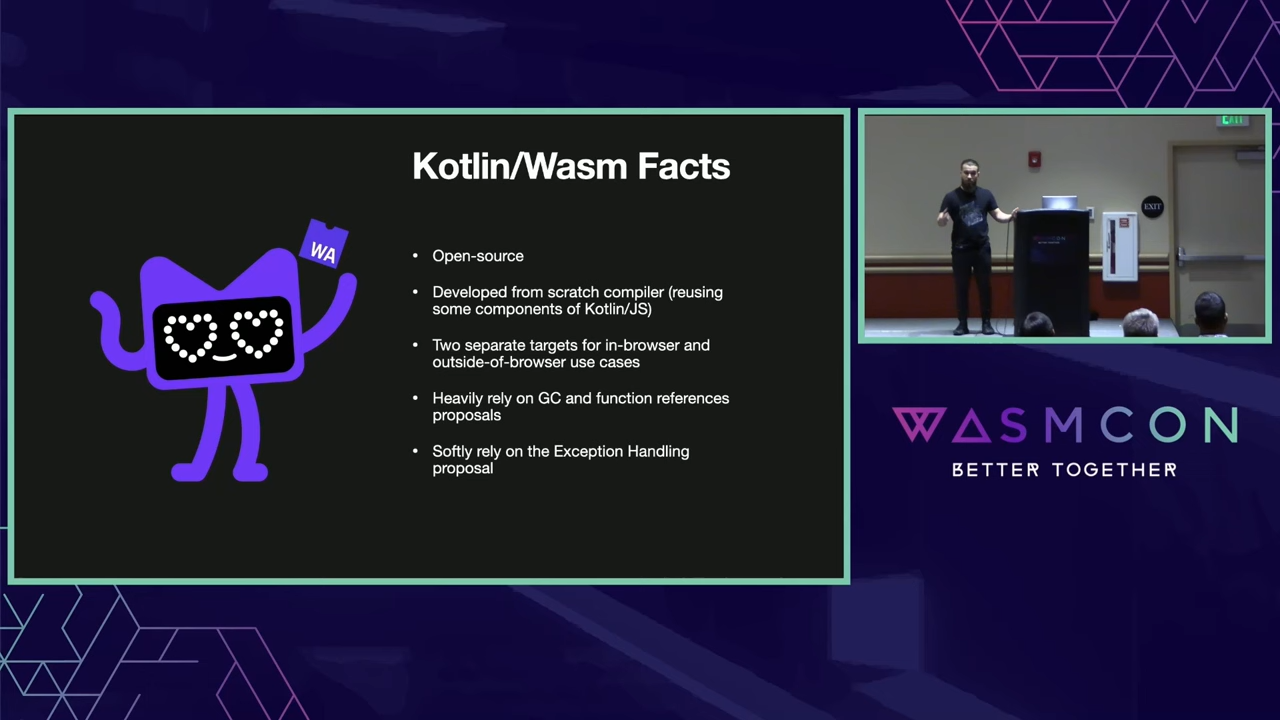 Kotlin/Wasm Facts
WA
• Open-source
• Developed from scratch compiler (reusing
some components of Kotlin/JS)
• Two separate targets for in-browser and
outside-of-browser use cases
• Heavily rely on GC and function references
proposals
• Softly rely on the Exception Handling
proposal
EXIT
EXIT
WASMCON
WASMCON
BETTER TOGETHER